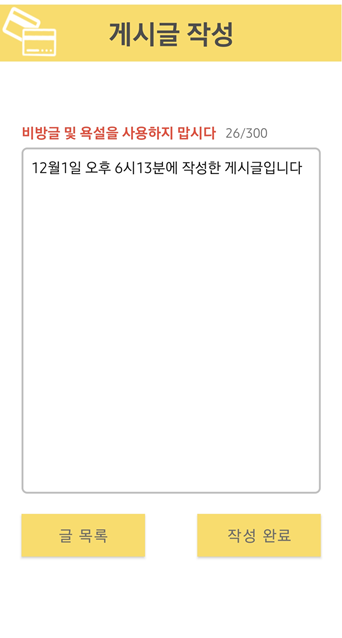 게시글 작성
비방글 및 욕설을 사용하지 맙시다 26/300
12월1일 오후 6시13분에 작성한 게시글입니다
글 목록 작성 완료